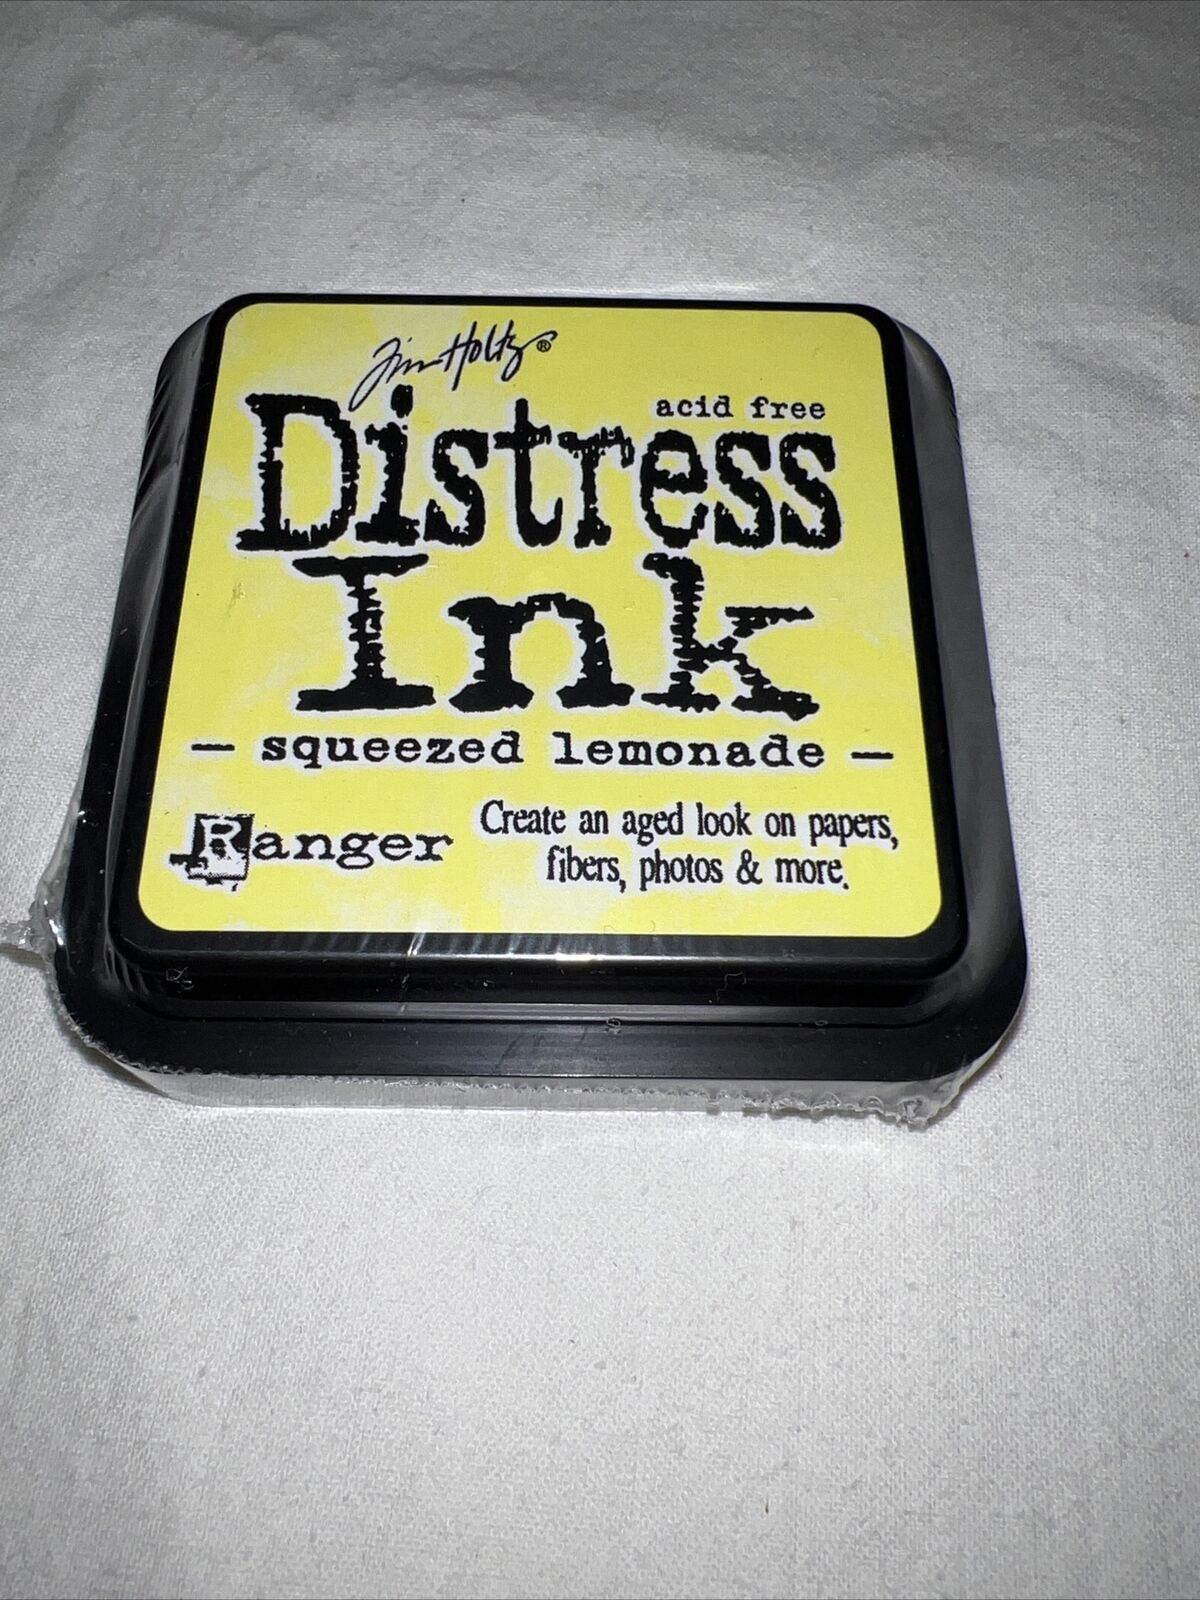 Tim Holtz®
acid free
Distress
Ink
— squeezed lemonade —
Ranger
Create an aged look on papers,
fibers, photos & more.